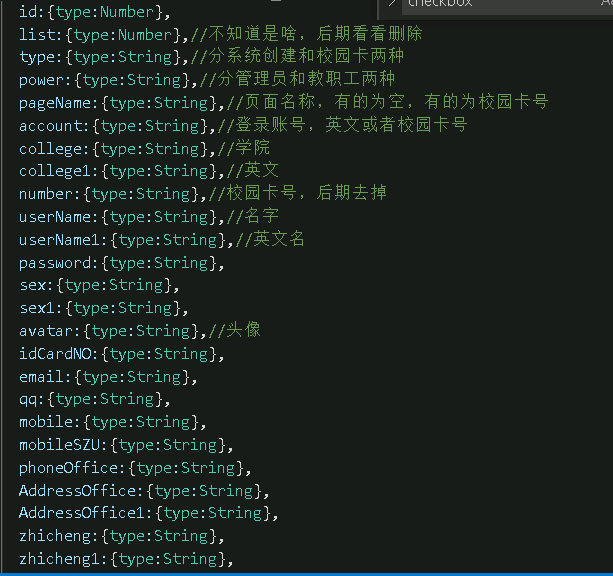 checkbox
id:{type:Number},
list:{type:Number},//不知道是啥，后期看看删除
type:{type:String},//分系统创建和校园卡两种
power:{type:String},//分管理员和教职工两种
pageName:{type:String},//页面名称，有的为空，有的为校园卡号
account:{type:String},//登录账号，英文或者校园卡号
college:{type:String},//学院
college1:{type:String},//英文
number:{type:String},//校园卡号，后期去掉
userName:{type:String},//名字
userName1:{type:String},//英文名
password:{type:String},
sex:{type:String},
sex1:{type:String},
avatar:{type:String},//头像
idCardNO:{type:String},
email:{type:String},
qq:{type:String},
mobile:{type:String},
mobileSZU:{type:String},
phoneOffice:{type:String},
AddressOffice:{type:String},
AddressOffice1:{type:String},
zhicheng:{type:String},
zhicheng1:{type:String},